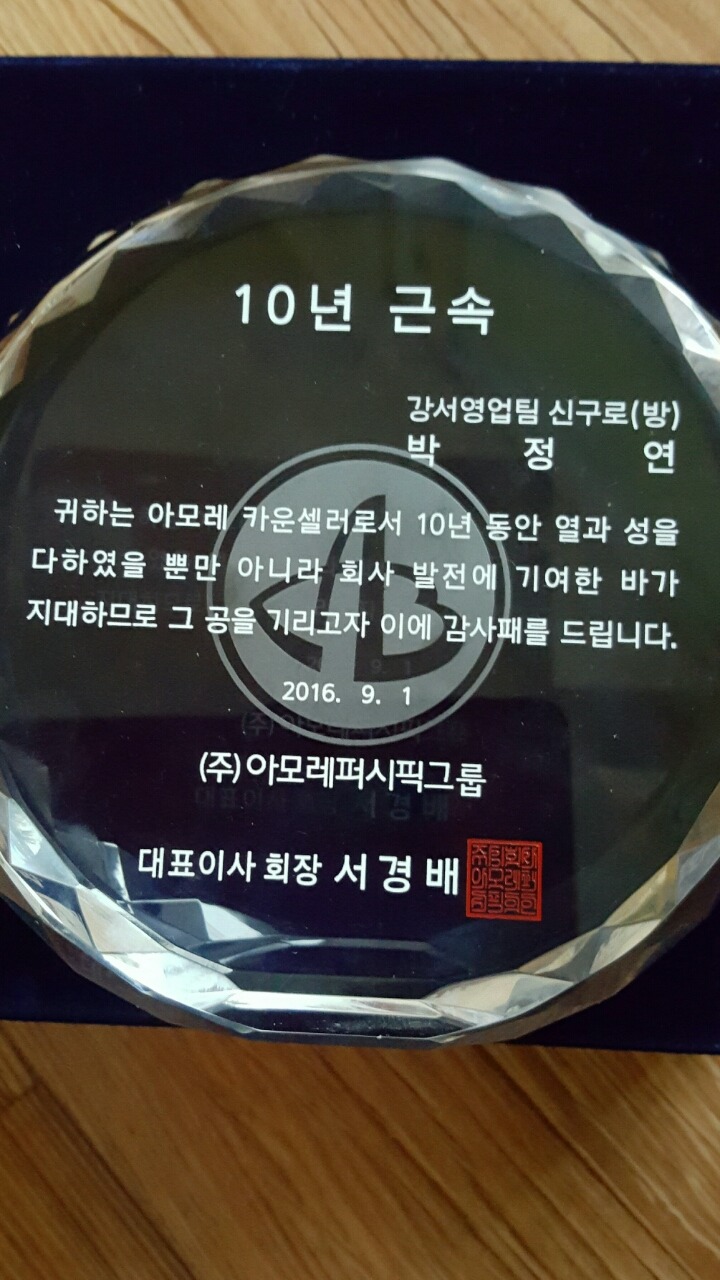 10년 근속
강서영업팀 신구로(방)
박 정 연
귀하는 아모레 카운셀러로서 10년 동안 열과 성을
다하였을 뿐만 아니라 회사 발전에 기여한 바가
지대하므로 그 공을 기리고자 이에 감사패를 드립니다.
2016. 9. 1
(주)아모레퍼시픽그룹
대표이사 회장 서 경 배